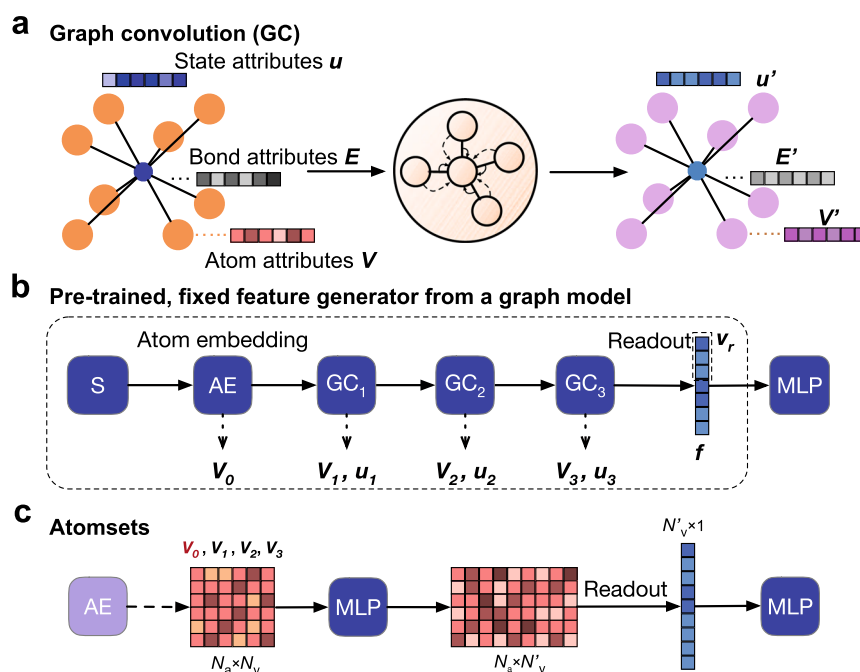 a
Graph convolution (GC)
State attributes u
u’
Bond attributes E
E’
V’
Atom attributes V
b
Pre-trained, fixed feature generator from a graph model
Atom embedding
Readout
vᵣ
S
AE
GC₁
GC₂
GC₃
MLP
V₀
V₁, u₁
V₂, u₂
V₃, u₃
f
c
Atomsets
V₀, V₁, V₂, V₃
N’ᵥ×1
AE
MLP
Readout
MLP
Nₐ×Nᵥ
Nₐ×N’ᵥ